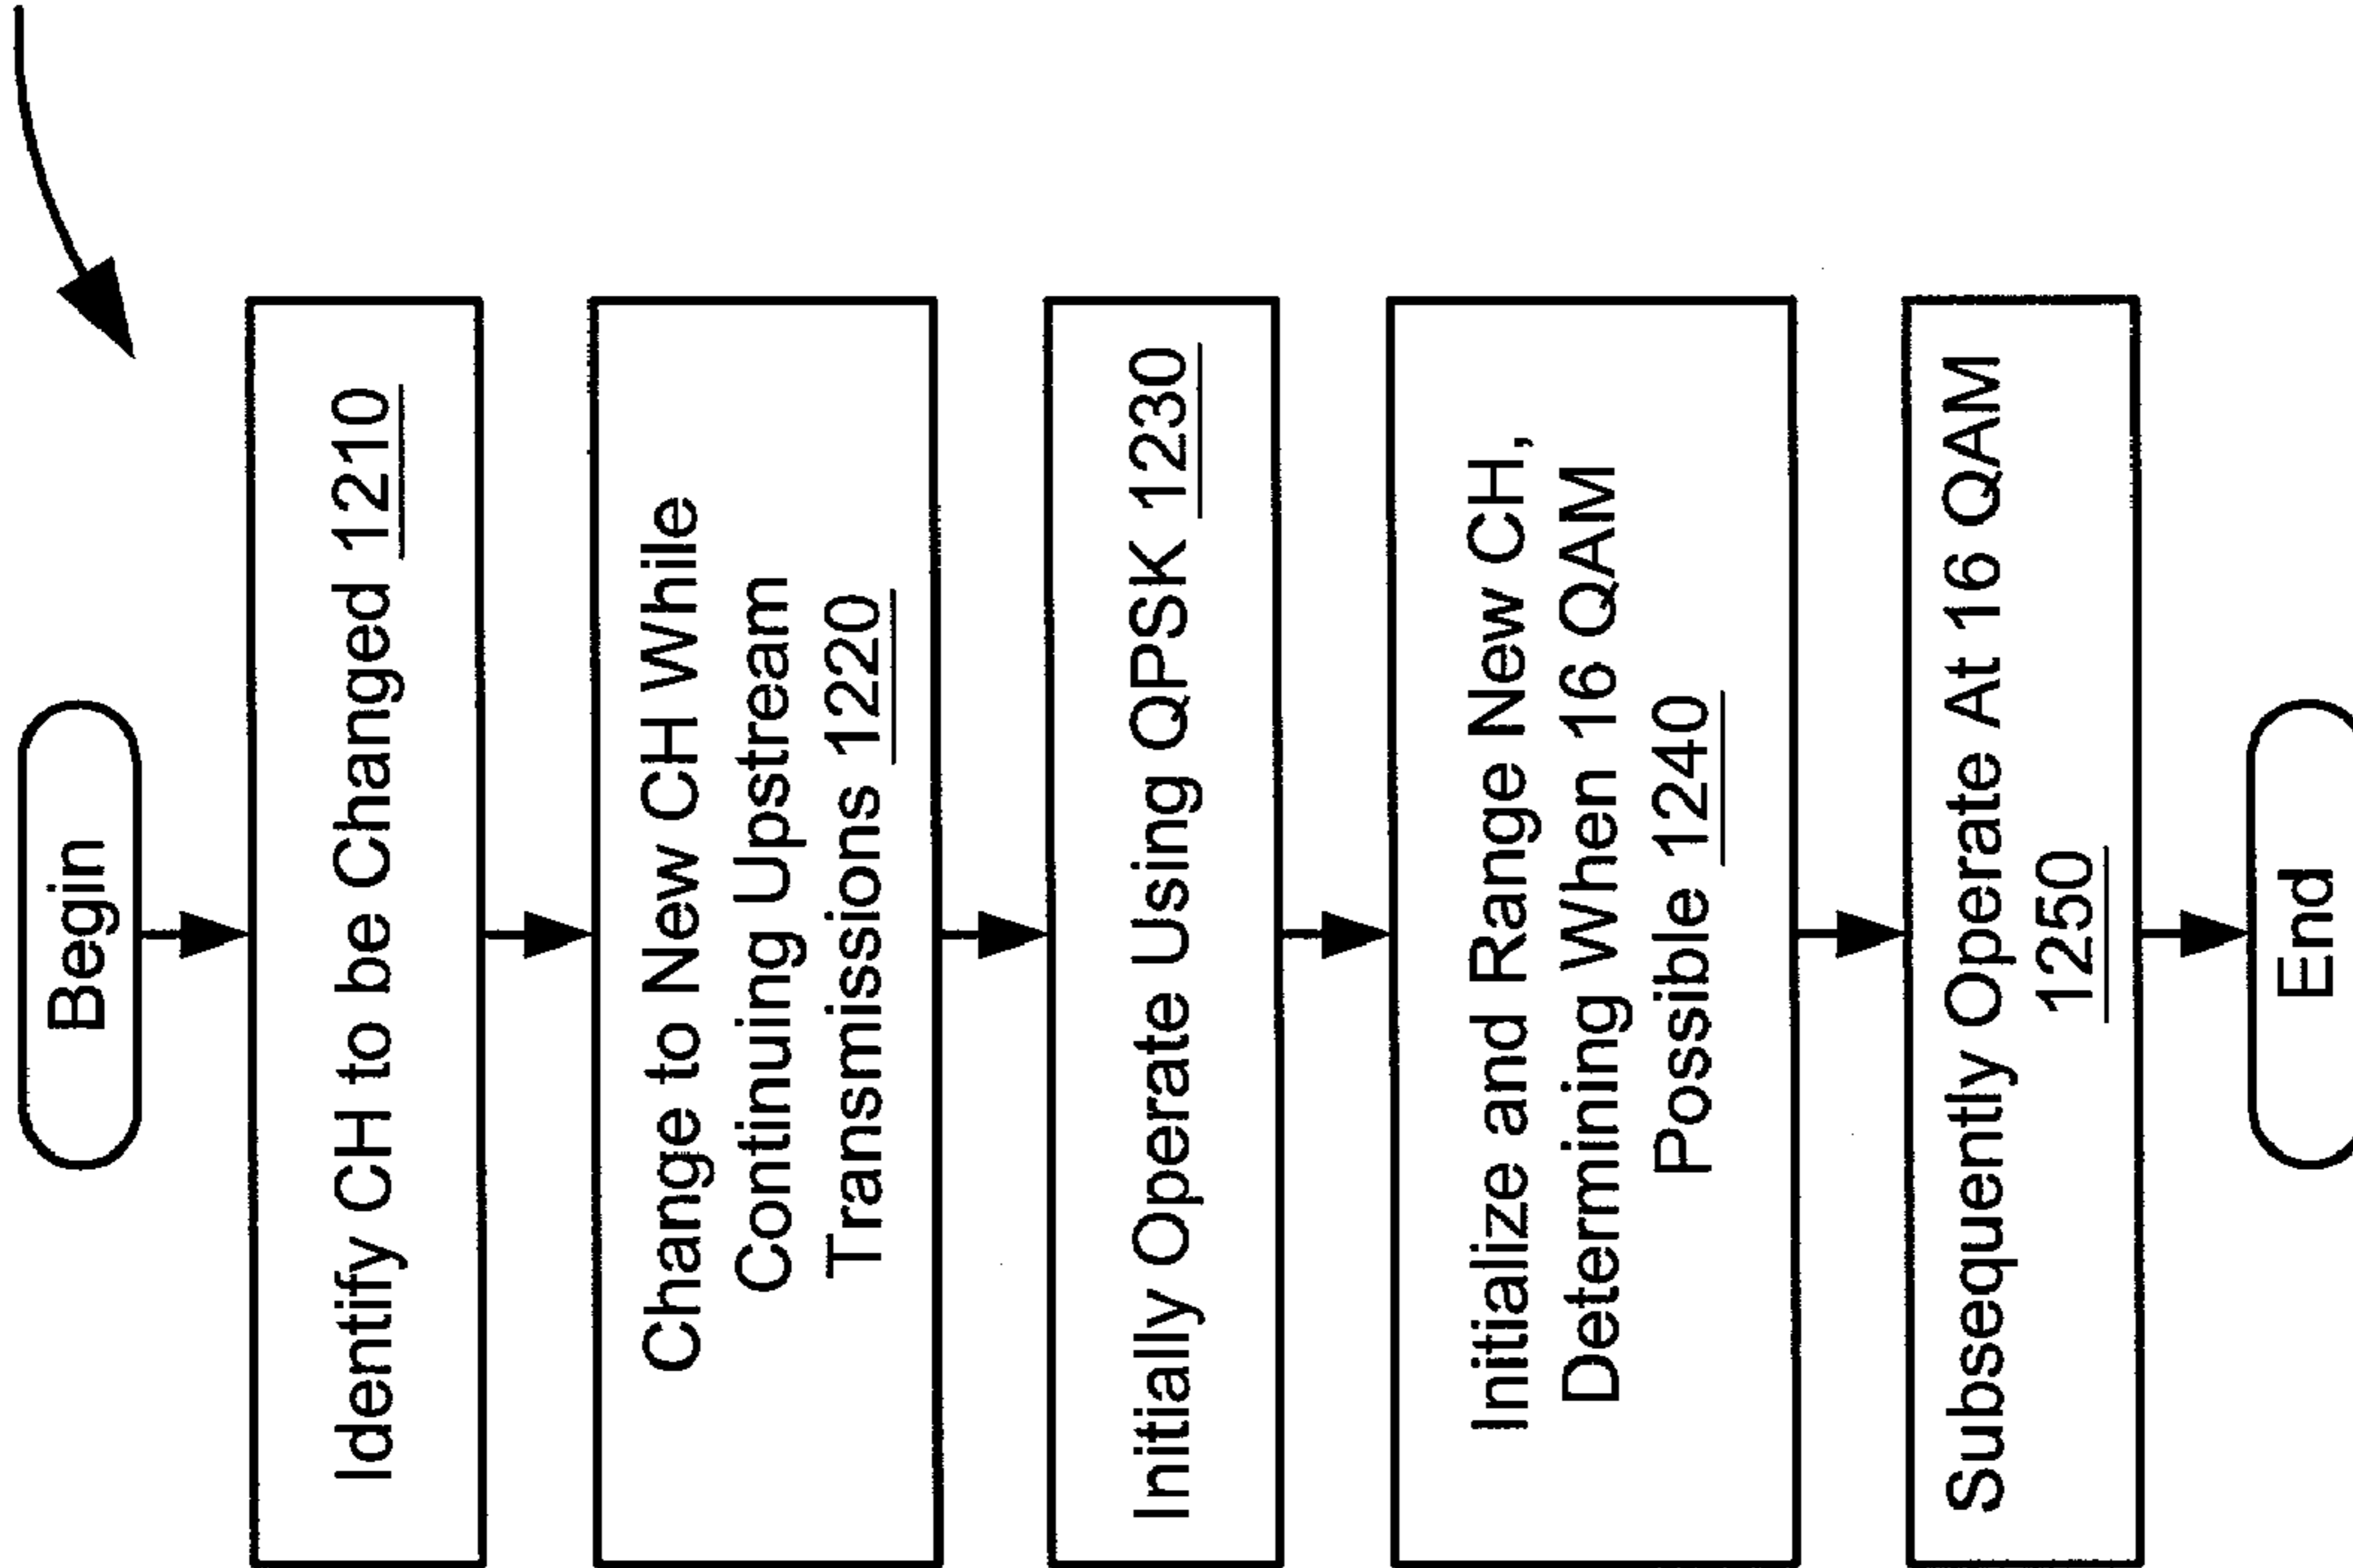 Begin
Identify CH to be Changed 1210
Change to New CH While
Continuing Upstream
Transmissions 1220
Initially Operate Using QPSK 1230
Initialize and Range New CH,
Determining When 16 QAM
Possible 1240
Subsequently Operate At 16 QAM
1250
End